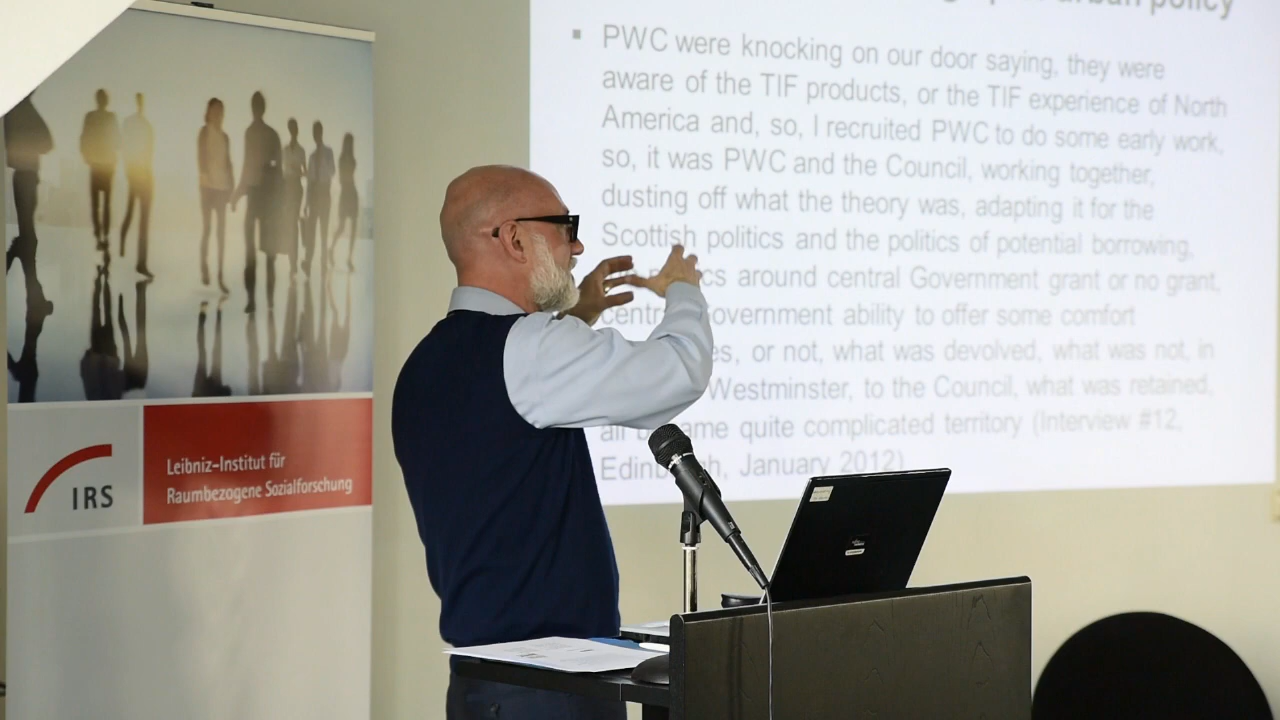 urban policy
▪ PWC were knocking on our door saying, they were
aware of the TIF products, or the TIF experience of North
America and, so, I recruited PWC to do some early work,
so, it was PWC and the Council, working together,
dusting off what the theory was, adapting it for the
Scottish politics and the politics of potential borrowing,
around central Government grant or no grant,
ability to offer some comfort
or not, what was devolved, what was not, in
Westminster, to the Council, what was retained,
quite complicated territory (Interview #12,
January 2012)
IRS
Leibniz-Institut für
Raumbezogene Sozialforschung